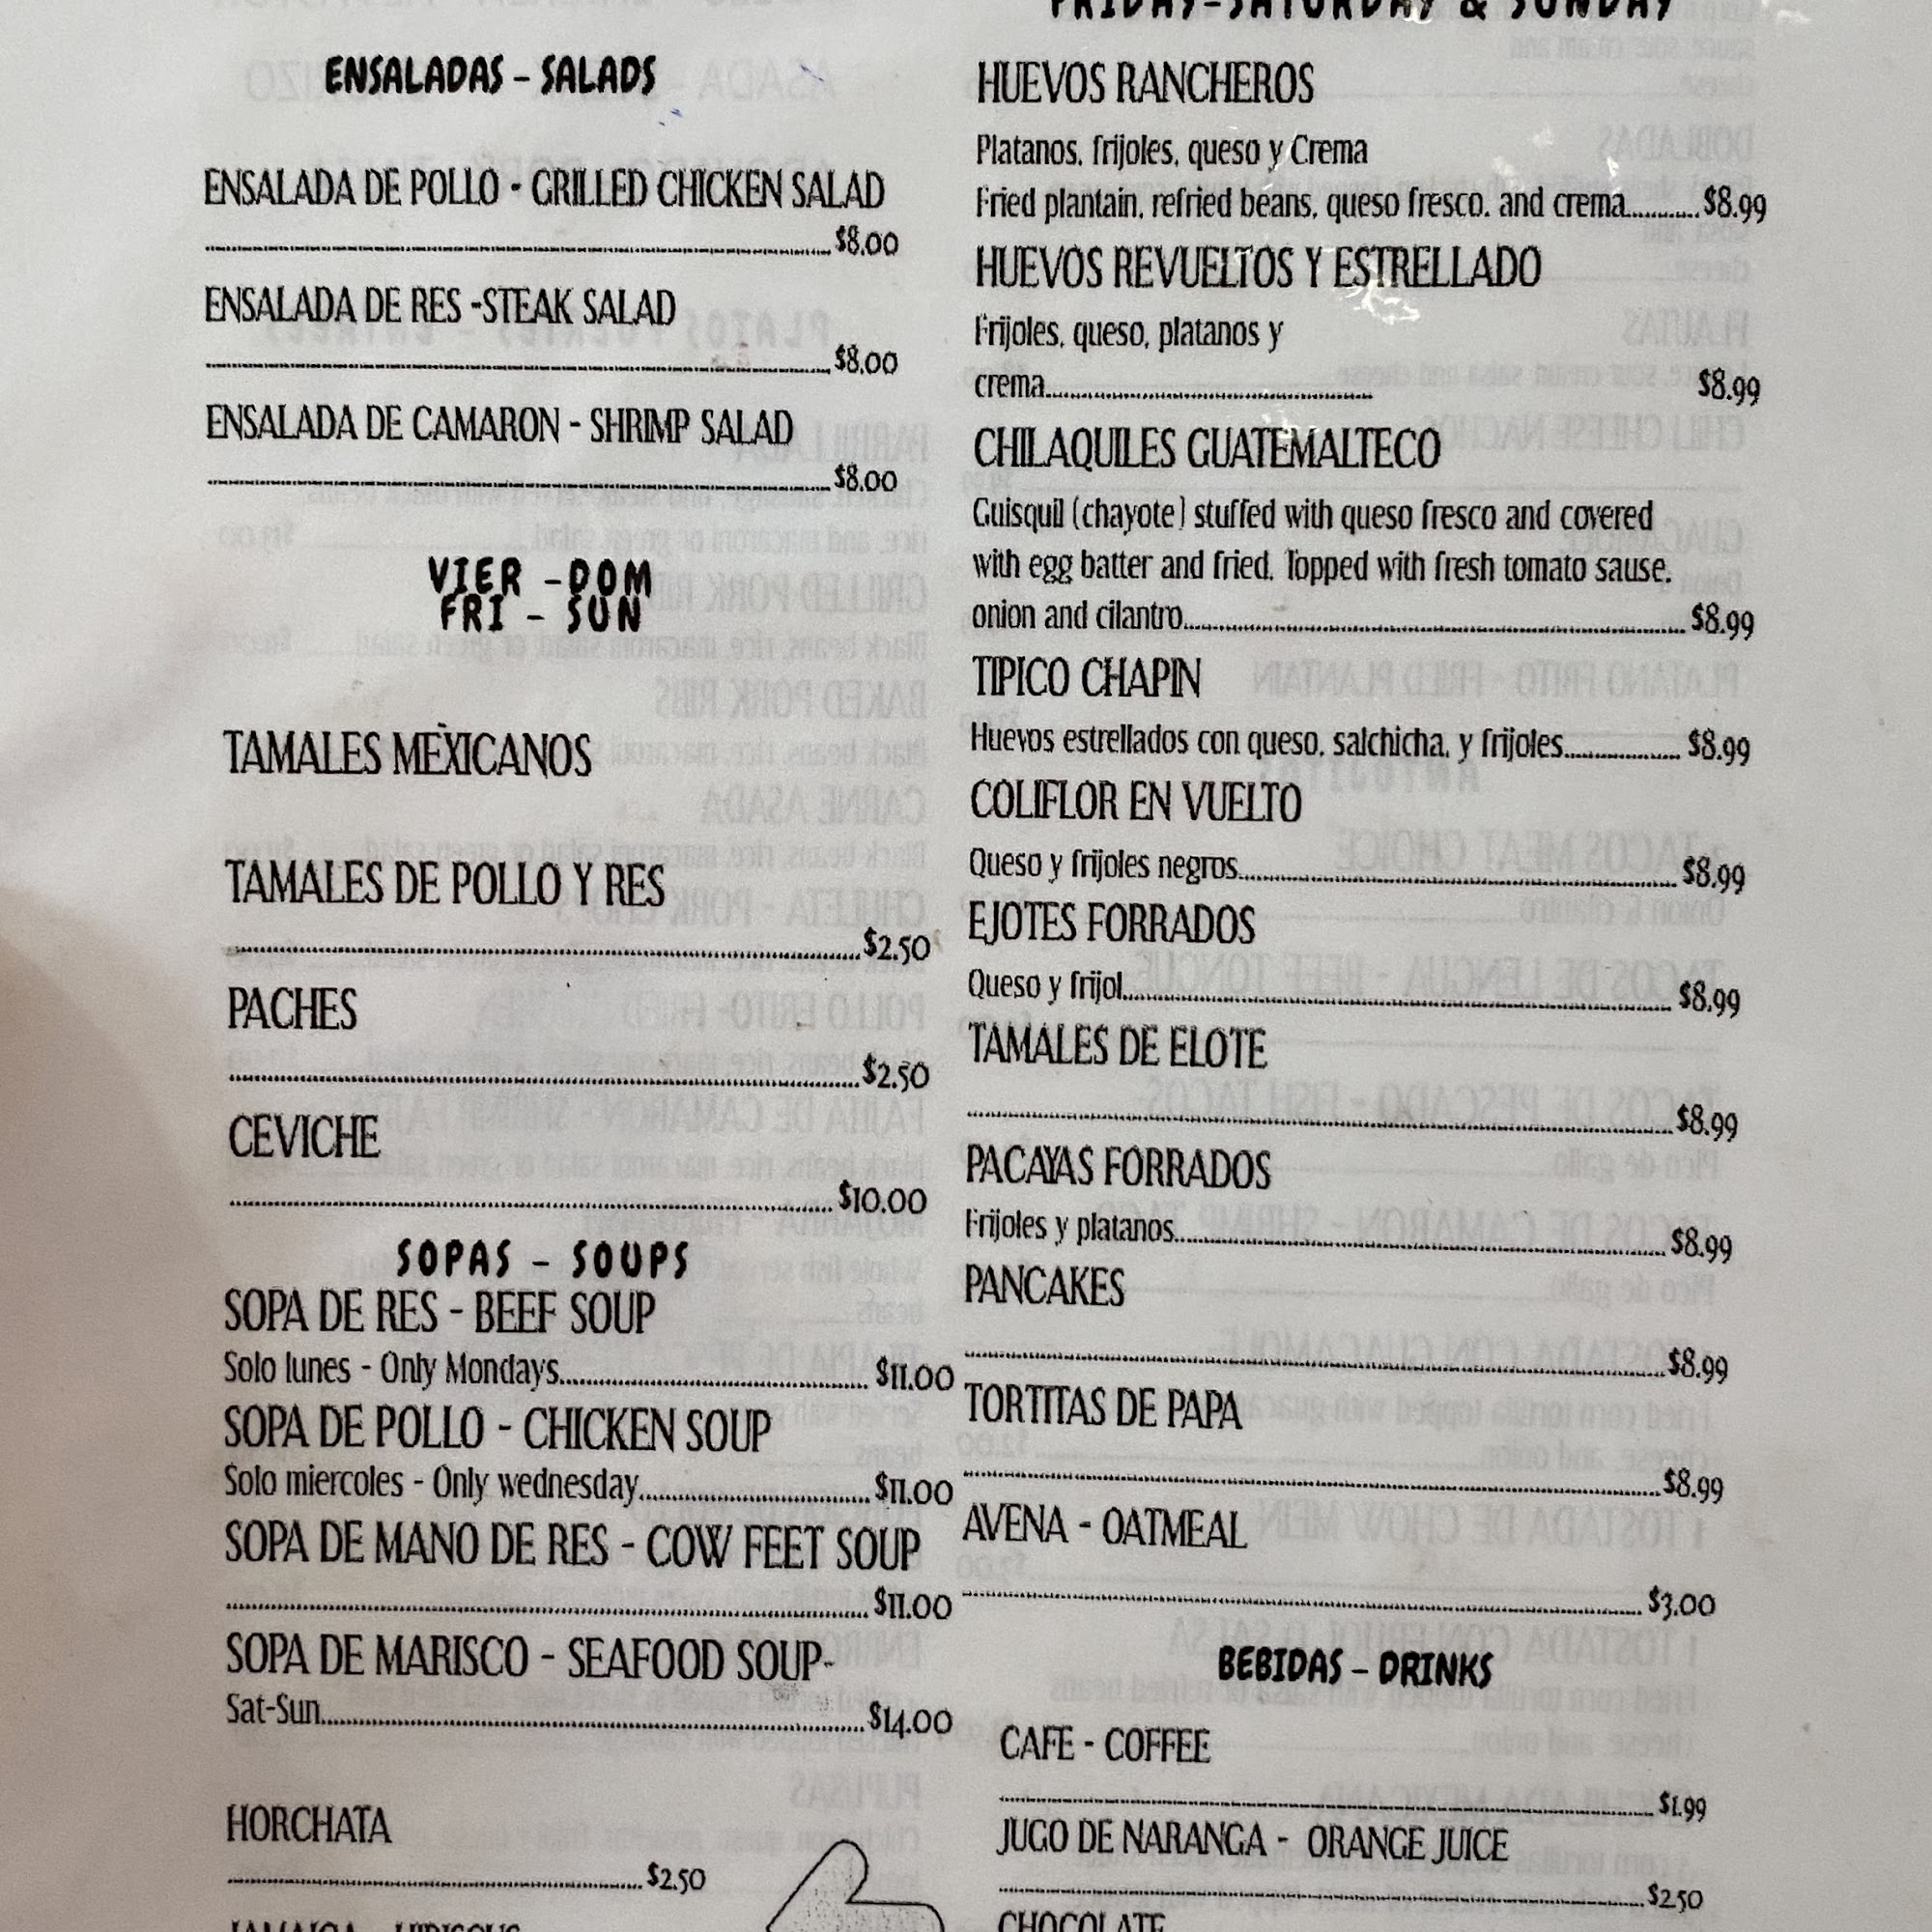 ENSALADAS - SALADS
ENSALADA DE POLLO - GRILLED CHICKEN SALAD
$8.00
ENSALADA DE RES -STEAK SALAD
$8.00
ENSALADA DE CAMARON - SHRIMP SALAD
$8.00
VIER -DOM
FRI - SUN
TAMALES MEXICANOS
TAMALES DE POLLO Y RES
$2.50
PACHES
$2.50
CEVICHE
$10.00
SOPAS - SOUPS
SOPA DE RES - BEEF SOUP
Solo lunes - Only Mondays $11.00
SOPA DE POLLO - CHICKEN SOUP
Solo miercoles - Only wednesday $11.00
SOPA DE MANO DE RES - COW FEET SOUP
$11.00
SOPA DE MARISCO - SEAFOOD SOUP-
Sat-Sun $14.00
HORCHATA
$2.50
FRIDAY-SATURDAY & SUNDAY
HUEVOS RANCHEROS
Platanos, frijoles, queso y Crema
Fried plantain, refried beans, queso fresco, and crema $8.99
HUEVOS REVUELTOS Y ESTRELLADO
Frijoles, queso, platanos y
crema $8.99
CHILAQUILES GUATEMALTECO
Guisquil (chayote) stuffed with queso fresco and covered
with egg batter and fried. Topped with fresh tomato sause,
onion and cilantro $8.99
TIPICO CHAPIN
Huevos estrellados con queso, salchicha, y frijoles $8.99
COLIFLOR EN VUELTO
Queso y frijoles negros $8.99
EJOTES FORRADOS
Queso y frijol $8.99
TAMALES DE ELOTE
$8.99
PACAYAS FORRADOS
Frijoles y platanos $8.99
PANCAKES
$8.99
TORTITAS DE PAPA
$8.99
AVENA - OATMEAL
$3.00
BEBIDAS - DRINKS
CAFE - COFFEE
$1.99
JUGO DE NARANGA - ORANGE JUICE
$2.50
CHOCOLATE